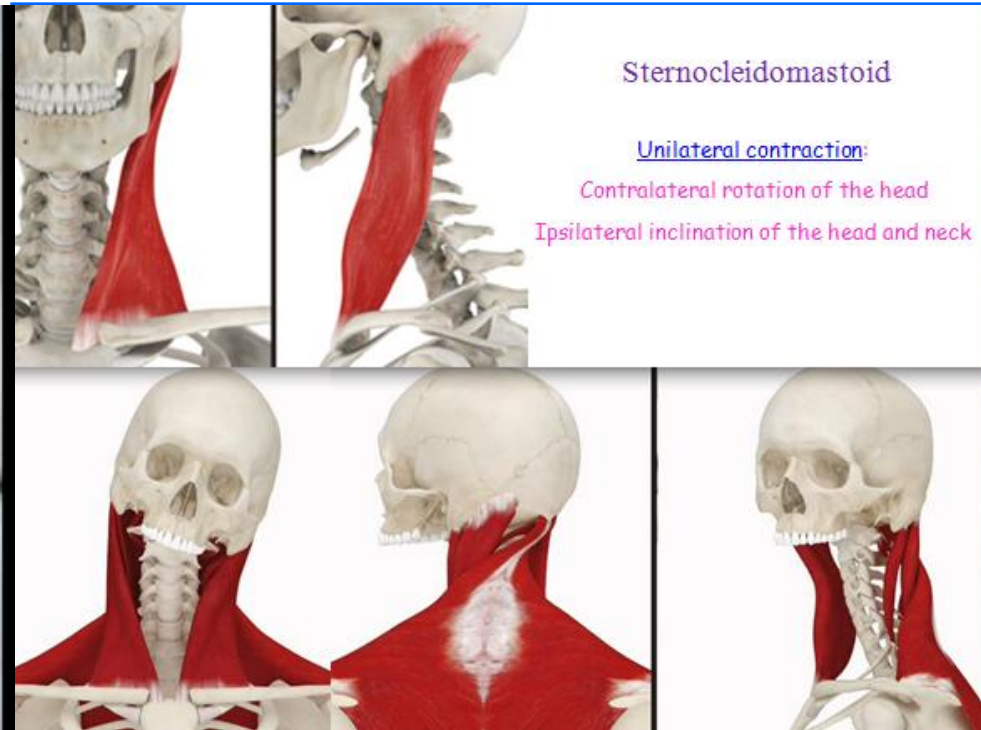 Sternocleidomastoid
Unilateral contraction:
Contralateral rotation of the head
Ipsilateral inclination of the head and neck